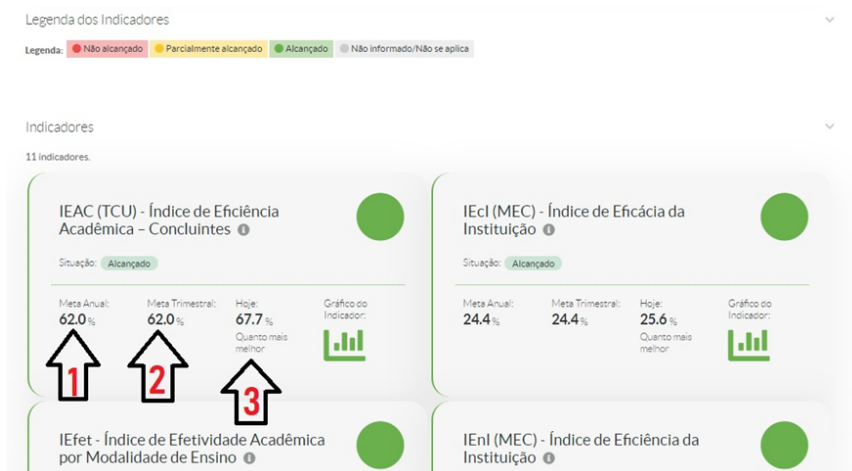 Legenda dos Indicadores
Legenda: Não alcançado Parcialmente alcançado Alcançado Não informado/Não se aplica
Indicadores
11 indicadores.
IEAC (TCU) - Índice de Eficiência
Acadêmica – Concluintes
Situação: Alcançado
Meta Anual: Meta Trimestral: Hoje: Gráfico do
Indicador:
62.0 % 62.0 % 67.7 %
Quanto mais
melhor
1 2 3
IEcI (MEC) - Índice de Eficácia da
Instituição
Situação: Alcançado
Meta Anual: Meta Trimestral: Hoje: Gráfico do
Indicador:
24.4 % 24.4 % 25.6 %
Quanto mais
melhor
IEfet - Índice de Efetividade Acadêmica
por Modalidade de Ensino
IEnI (MEC) - Índice de Eficiência da
Instituição